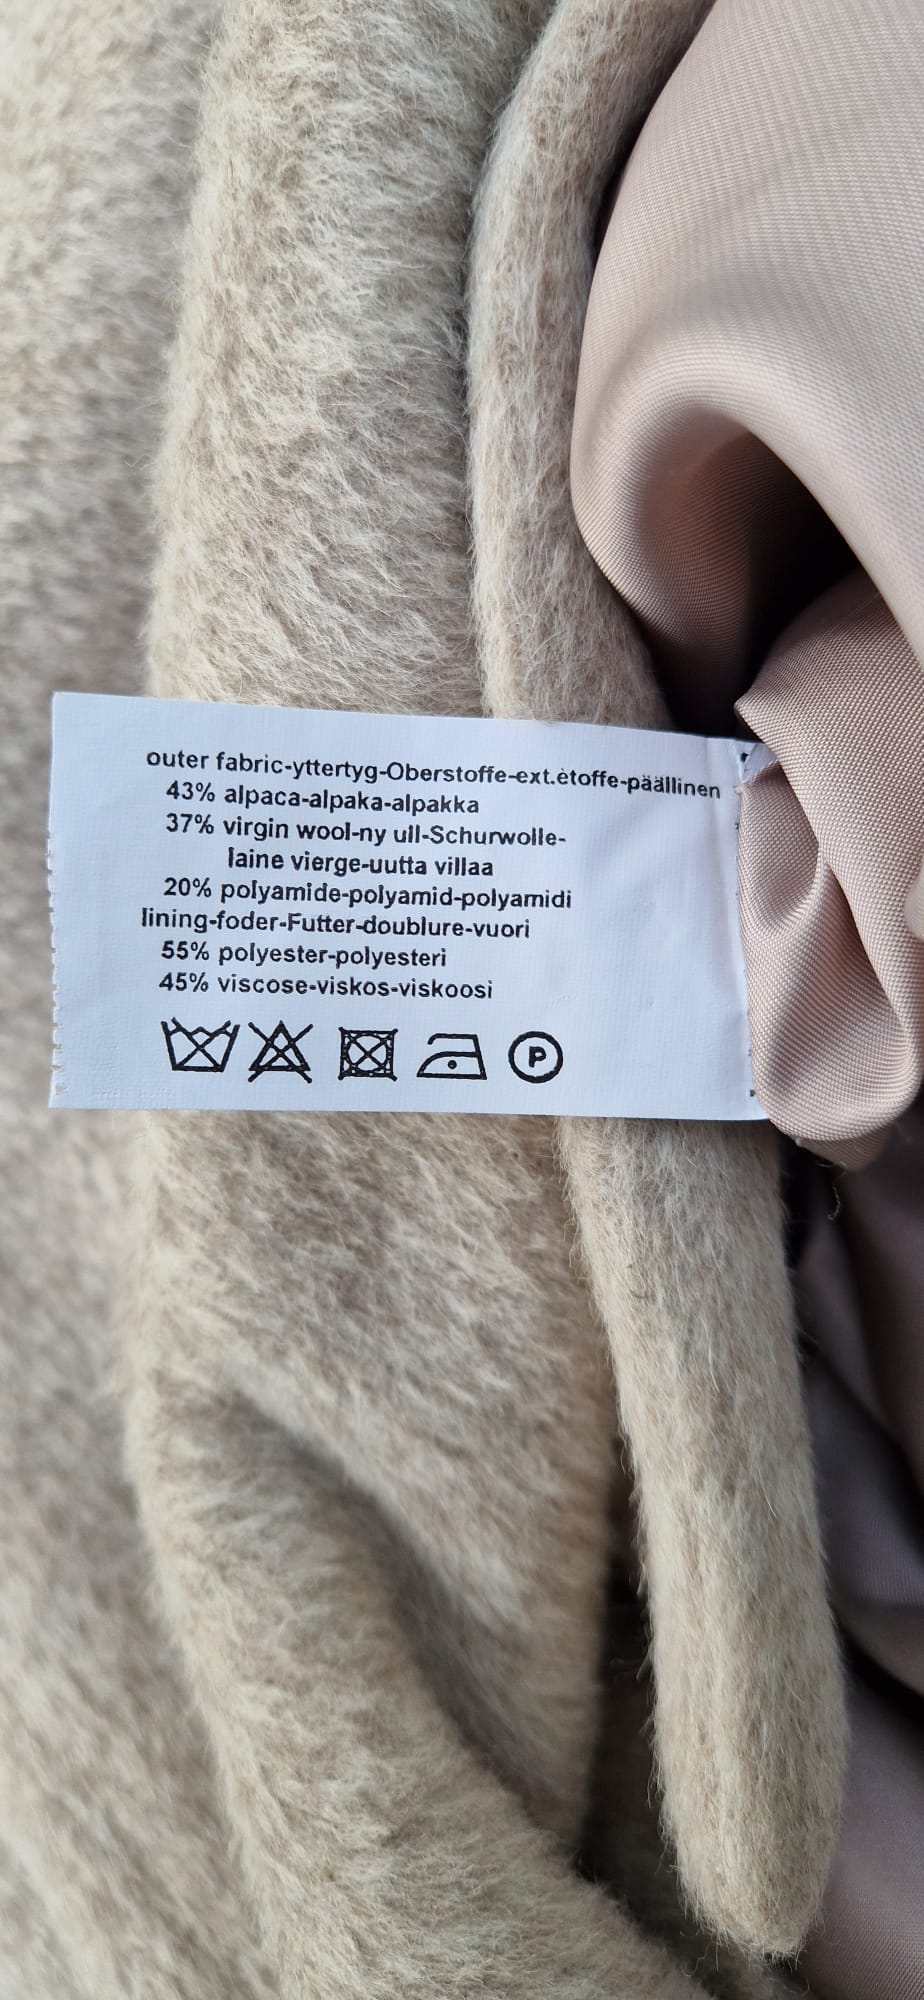 outer fabric-yttertyg-Oberstoffe-ext.ètoffe-päällinen
43% alpaca-alpaka-alpakka
37% virgin wool-ny ull-Schurwolle-
laine vierge-uutta villaa
20% polyamide-polyamid-polyamidi
lining-foder-Futter-doublure-vuori
55% polyester-polyesteri
45% viscose-viskos-viskoosi
P